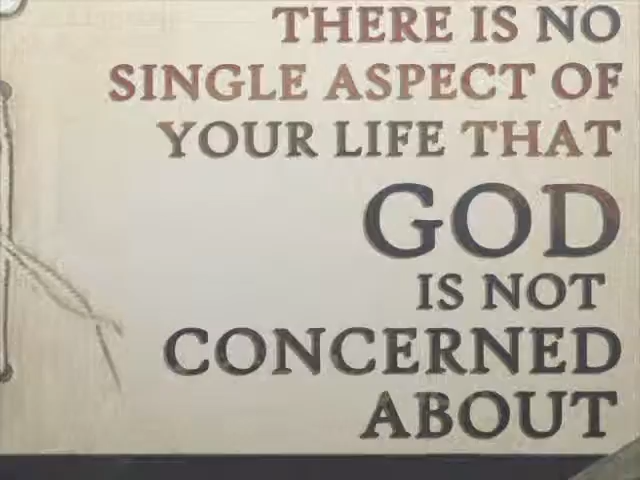 THERE IS NO
SINGLE ASPECT OF
YOUR LIFE THAT
GOD
IS NOT
CONCERNED
ABOUT